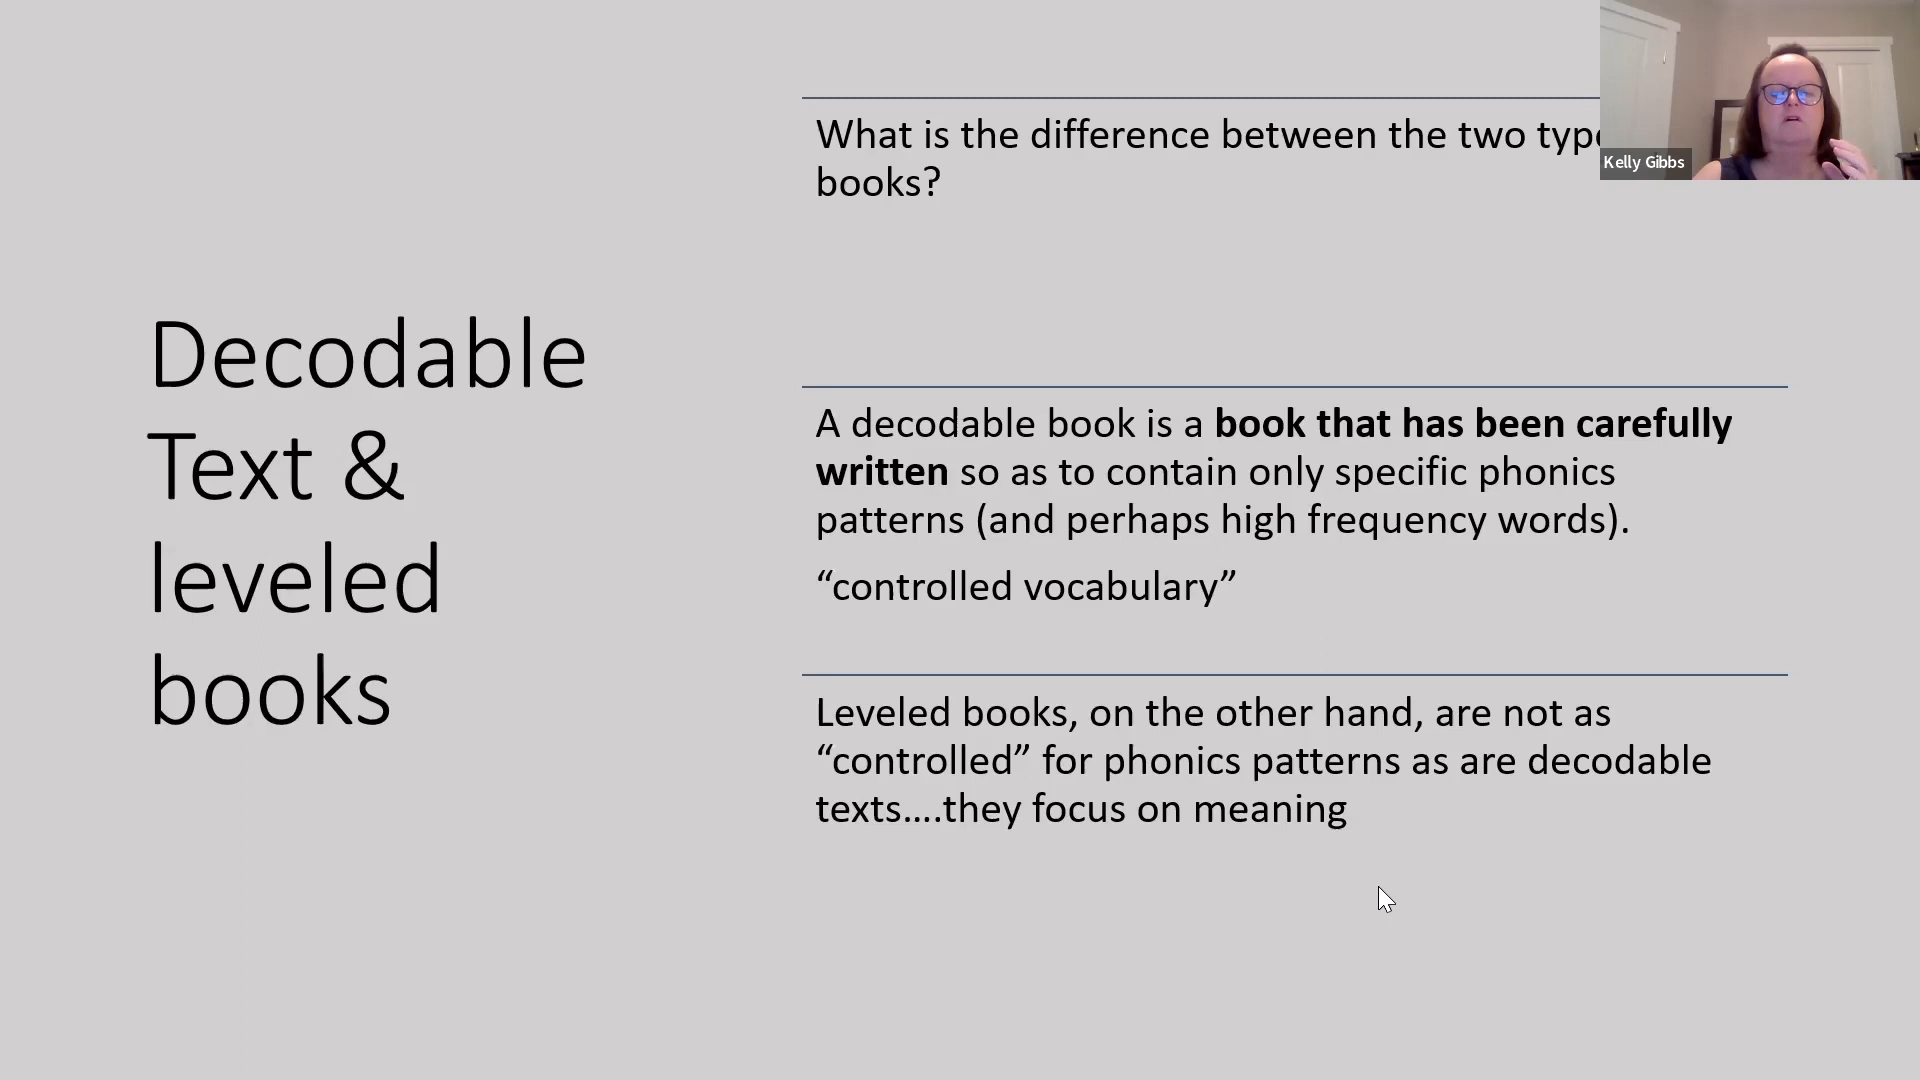 Decodable
Text &
leveled
books
What is the difference between the two
books?
A decodable book is a book that has been carefully
written so as to contain only specific phonics
patterns (and perhaps high frequency words).
“controlled vocabulary”
Leveled books, on the other hand, are not as
“controlled” for phonics patterns as are decodable
texts....they focus on meaning
Kelly Gibbs